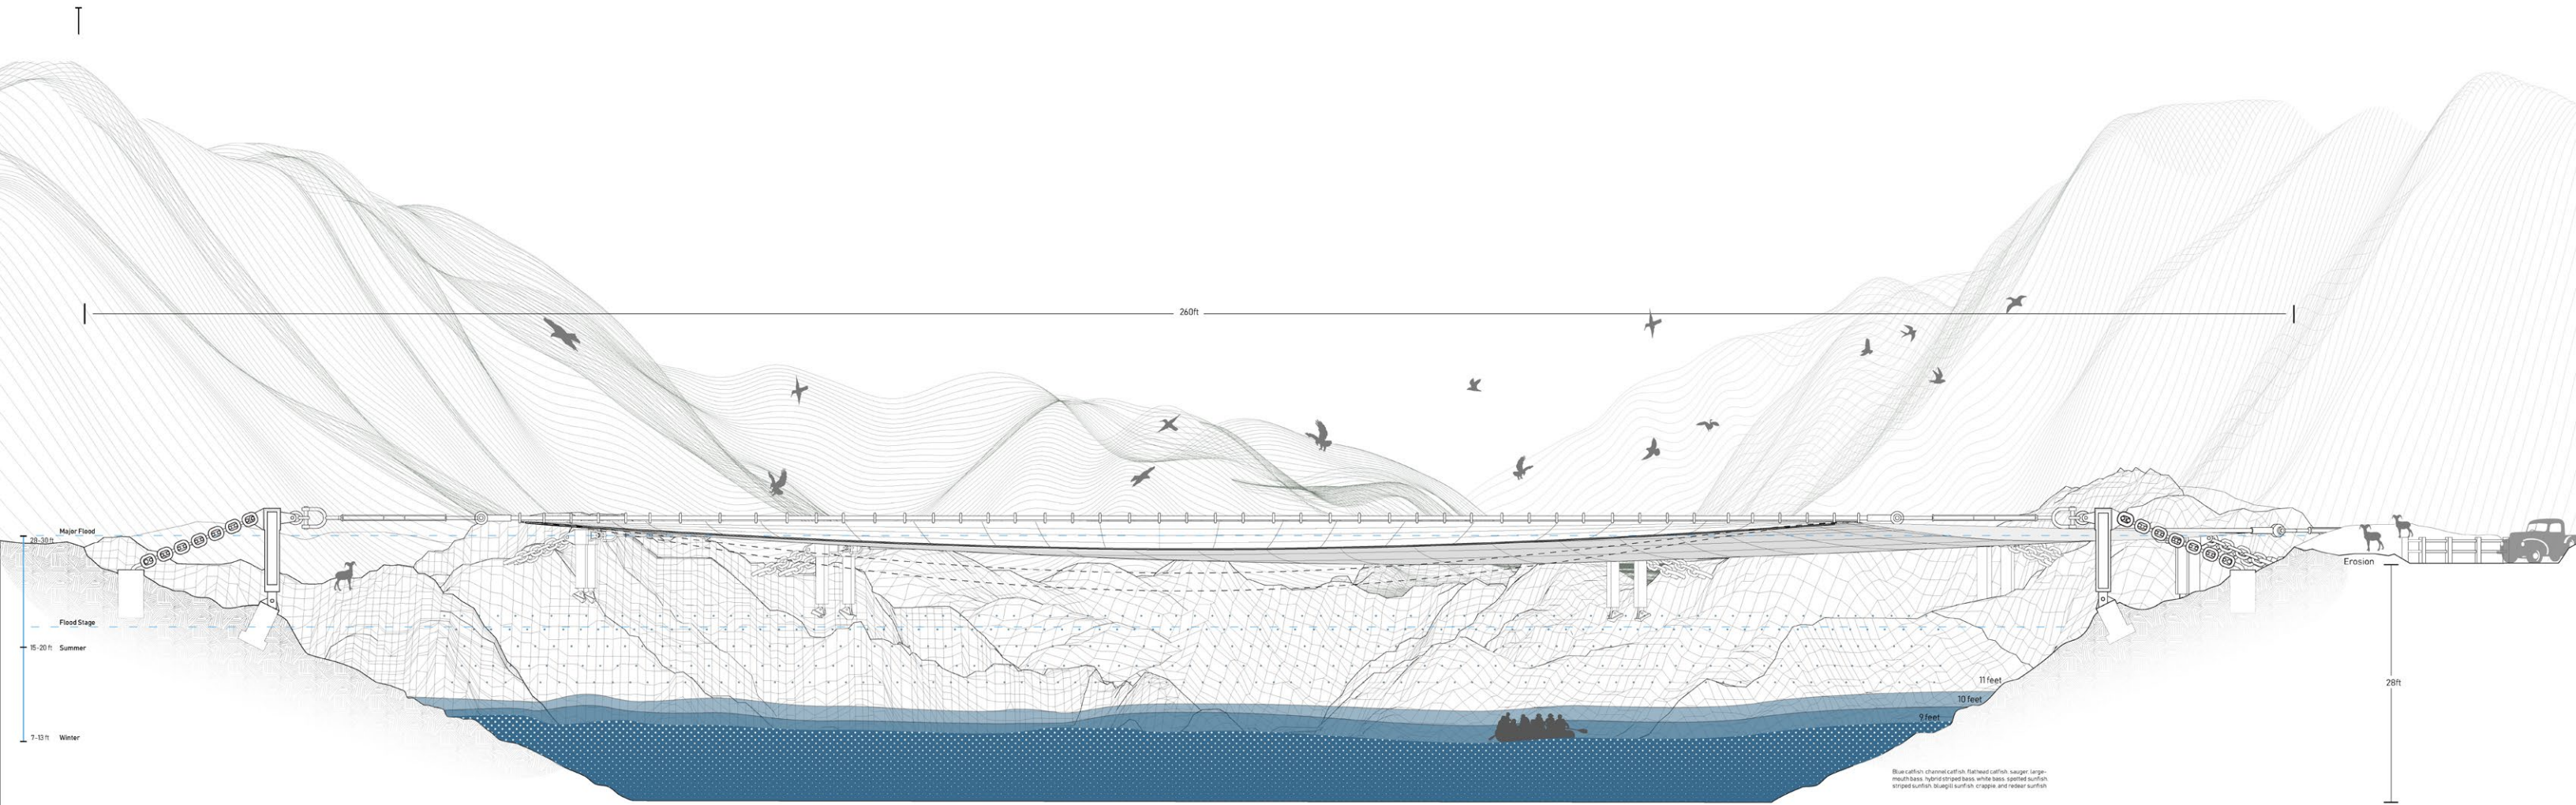 260ft
Major Flood
28-30 ft
Erosion
Flood Stage
15-20 ft Summer
11 feet
28ft
10 feet
9 feet
7-13 ft Winter
Blue catfish, channel catfish, flathead catfish, sauger, large-
mouth bass, hybrid striped bass, white bass, spotted sunfish,
striped sunfish, bluegill sunfish, crappie, and redear sunfish